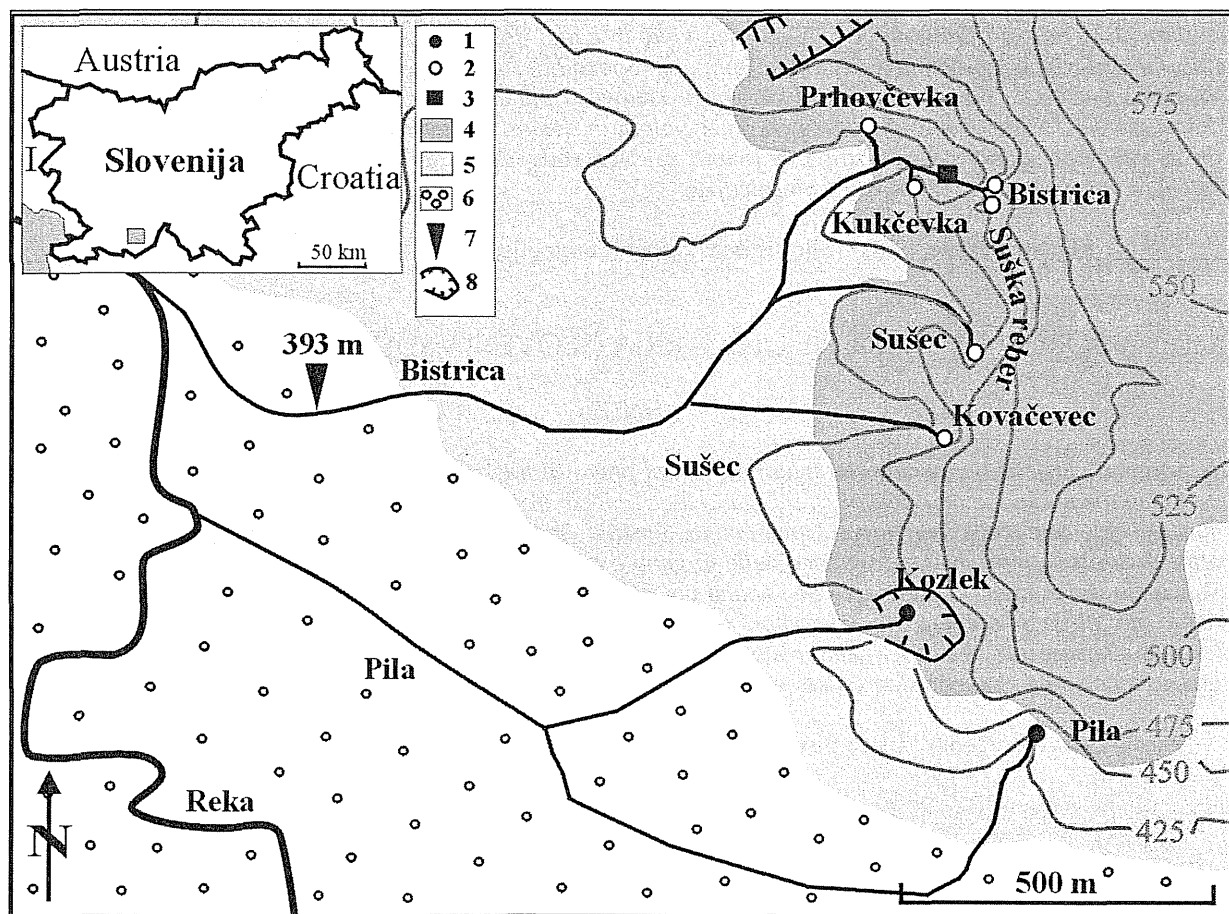 Austria
I
Slovenija
Croatia
50 km
1
2
3
4
5
6
7
8
Prhovčevka
575
Bistrica
Kukčevka
Suška reber
550
Sušec
393 m
Bistrica
Kovačevec
Sušec
525
Kozlek
500
Pila
Pila
475
450
425
Reka
N
500 m